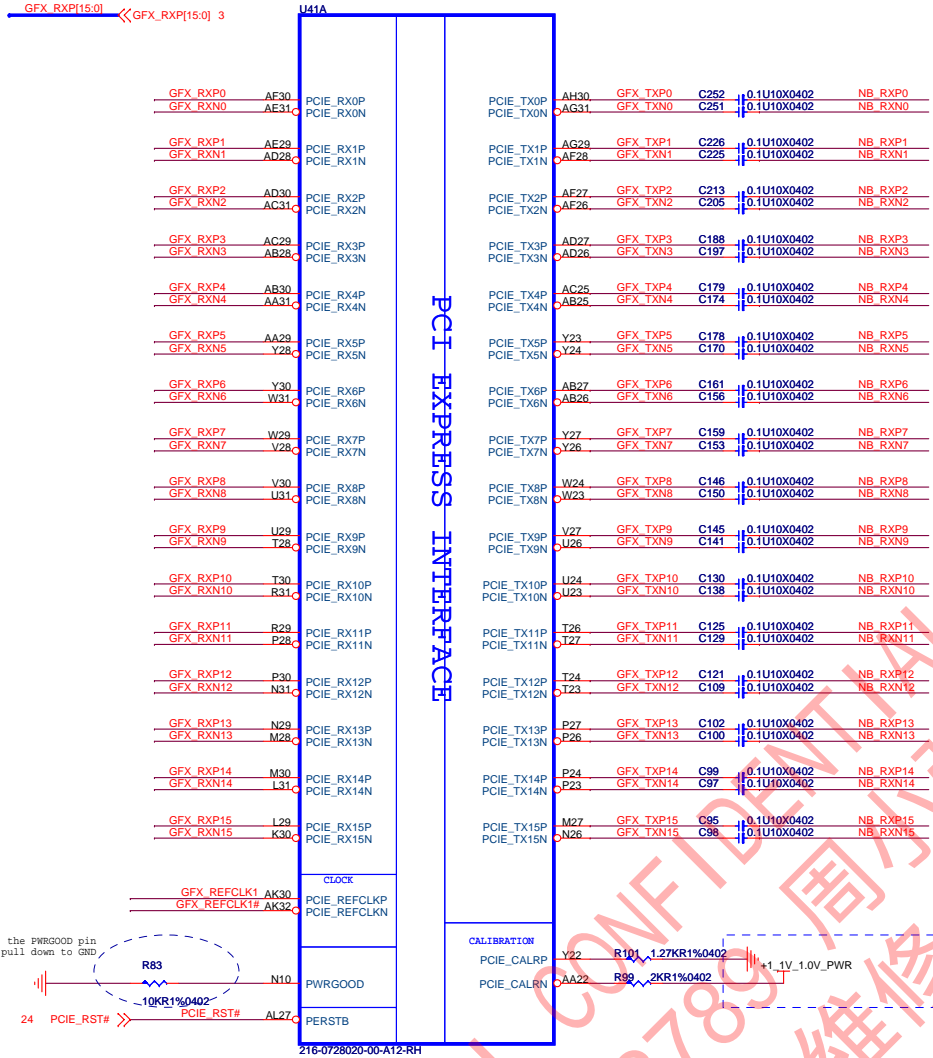 GFX_RXP[15:0] GFX_RXP[15:0] 3 U41A
GFX_RXP0 AF30 PCIE_RX0P PCIE_TX0P AH30 GFX_TXP0 C252 0.1U10X0402 NB_RXP0
GFX_RXN0 AE31 PCIE_RX0N PCIE_TX0N AG31 GFX_TXN0 C251 0.1U10X0402 NB_RXN0
GFX_RXP1 AE29 PCIE_RX1P PCIE_TX1P AG29 GFX_TXP1 C226 0.1U10X0402 NB_RXP1
GFX_RXN1 AD28 PCIE_RX1N PCIE_TX1N AF28 GFX_TXN1 C225 0.1U10X0402 NB_RXN1
GFX_RXP2 AD30 PCIE_RX2P PCIE_TX2P AF27 GFX_TXP2 C213 0.1U10X0402 NB_RXP2
GFX_RXN2 AC31 PCIE_RX2N PCIE_TX2N AF26 GFX_TXN2 C205 0.1U10X0402 NB_RXN2
GFX_RXP3 AC29 PCIE_RX3P PCIE_TX3P AD27 GFX_TXP3 C188 0.1U10X0402 NB_RXP3
GFX_RXN3 AB28 PCIE_RX3N PCIE_TX3N AD26 GFX_TXN3 C197 0.1U10X0402 NB_RXN3
GFX_RXP4 AB30 PCIE_RX4P PCIE_TX4P AC25 GFX_TXP4 C179 0.1U10X0402 NB_RXP4
GFX_RXN4 AA31 PCIE_RX4N PCIE_TX4N AB25 GFX_TXN4 C174 0.1U10X0402 NB_RXN4
GFX_RXP5 AA29 PCIE_RX5P PCIE_TX5P Y23 GFX_TXP5 C178 0.1U10X0402 NB_RXP5
GFX_RXN5 Y28 PCIE_RX5N PCIE_TX5N Y24 GFX_TXN5 C170 0.1U10X0402 NB_RXN5
GFX_RXP6 Y30 PCIE_RX6P PCIE_TX6P AB27 GFX_TXP6 C161 0.1U10X0402 NB_RXP6
GFX_RXN6 W31 PCIE_RX6N PCIE_TX6N AB26 GFX_TXN6 C156 0.1U10X0402 NB_RXN6
GFX_RXP7 W29 PCIE_RX7P PCIE_TX7P Y27 GFX_TXP7 C159 0.1U10X0402 NB_RXP7
GFX_RXN7 V28 PCIE_RX7N PCIE_TX7N Y26 GFX_TXN7 C153 0.1U10X0402 NB_RXN7
GFX_RXP8 V30 PCIE_RX8P PCIE_TX8P W24 GFX_TXP8 C146 0.1U10X0402 NB_RXP8
GFX_RXN8 U31 PCIE_RX8N PCIE_TX8N W23 GFX_TXN8 C150 0.1U10X0402 NB_RXN8
GFX_RXP9 U29 PCIE_RX9P PCIE_TX9P V27 GFX_TXP9 C145 0.1U10X0402 NB_RXP9
GFX_RXN9 T28 PCIE_RX9N PCIE_TX9N U26 GFX_TXN9 C141 0.1U10X0402 NB_RXN9
GFX_RXP10 T30 PCIE_RX10P PCIE_TX10P U24 GFX_TXP10 C130 0.1U10X0402 NB_RXP10
GFX_RXN10 R31 PCIE_RX10N PCIE_TX10N U23 GFX_TXN10 C138 0.1U10X0402 NB_RXN10
GFX_RXP11 R29 PCIE_RX11P PCIE_TX11P T26 GFX_TXP11 C125 0.1U10X0402 NB_RXP11
GFX_RXN11 P28 PCIE_RX11N PCIE_TX11N T27 GFX_TXN11 C129 0.1U10X0402 NB_RXN11
GFX_RXP12 P30 PCIE_RX12P PCIE_TX12P T24 GFX_TXP12 C121 0.1U10X0402 NB_RXP12
GFX_RXN12 N31 PCIE_RX12N PCIE_TX12N T23 GFX_TXN12 C109 0.1U10X0402 NB_RXN12
GFX_RXP13 N29 PCIE_RX13P PCIE_TX13P P27 GFX_TXP13 C102 0.1U10X0402 NB_RXP13
GFX_RXN13 M28 PCIE_RX13N PCIE_TX13N P26 GFX_TXN13 C100 0.1U10X0402 NB_RXN13
GFX_RXP14 M30 PCIE_RX14P PCIE_TX14P P24 GFX_TXP14 C99 0.1U10X0402 NB_RXP14
GFX_RXN14 L31 PCIE_RX14N PCIE_TX14N P23 GFX_TXN14 C97 0.1U10X0402 NB_RXN14
GFX_RXP15 L29 PCIE_RX15P PCIE_TX15P M27 GFX_TXP15 C95 0.1U10X0402 NB_RXP15
GFX_RXN15 K30 PCIE_RX15N PCIE_TX15N N26 GFX_TXN15 C98 0.1U10X0402 NB_RXN15
PCI EXPRESS INTERFACE
CLOCK
GFX_REFCLK1 AK30 PCIE_REFCLKP
GFX_REFCLK1# AK32 PCIE_REFCLKN
CALIBRATION
the PWRGOOD pin
pull down to GND
PCIE_CALRP Y22 R101 1.27KR1%0402
R83 +1_1V_1.0V_PWR
N10 PWRGOOD PCIE_CALRN AA22 R99 2KR1%0402
10KR1%0402
24 PCIE_RST# PCIE_RST# AL27 PERSTB
216-0728020-00-A12-RH
CONFIDENTIAL
789 周小
維修